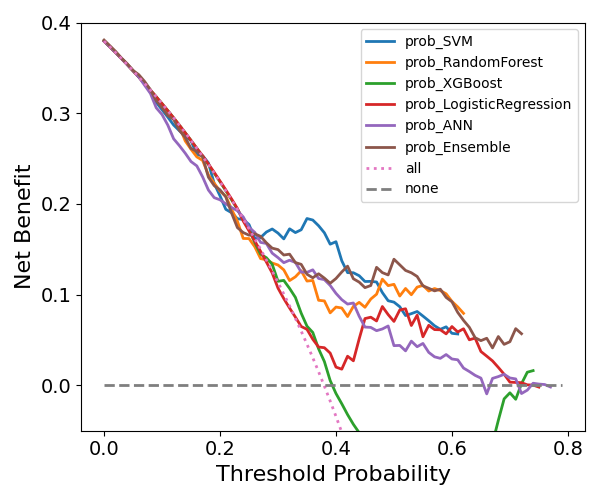 0.4
0.3
0.2
0.1
0.0
Net Benefit
prob_SVM
prob_RandomForest
prob_XGBoost
prob_LogisticRegression
prob_ANN
prob_Ensemble
all
none
0.0 0.2 0.4 0.6 0.8
Threshold Probability